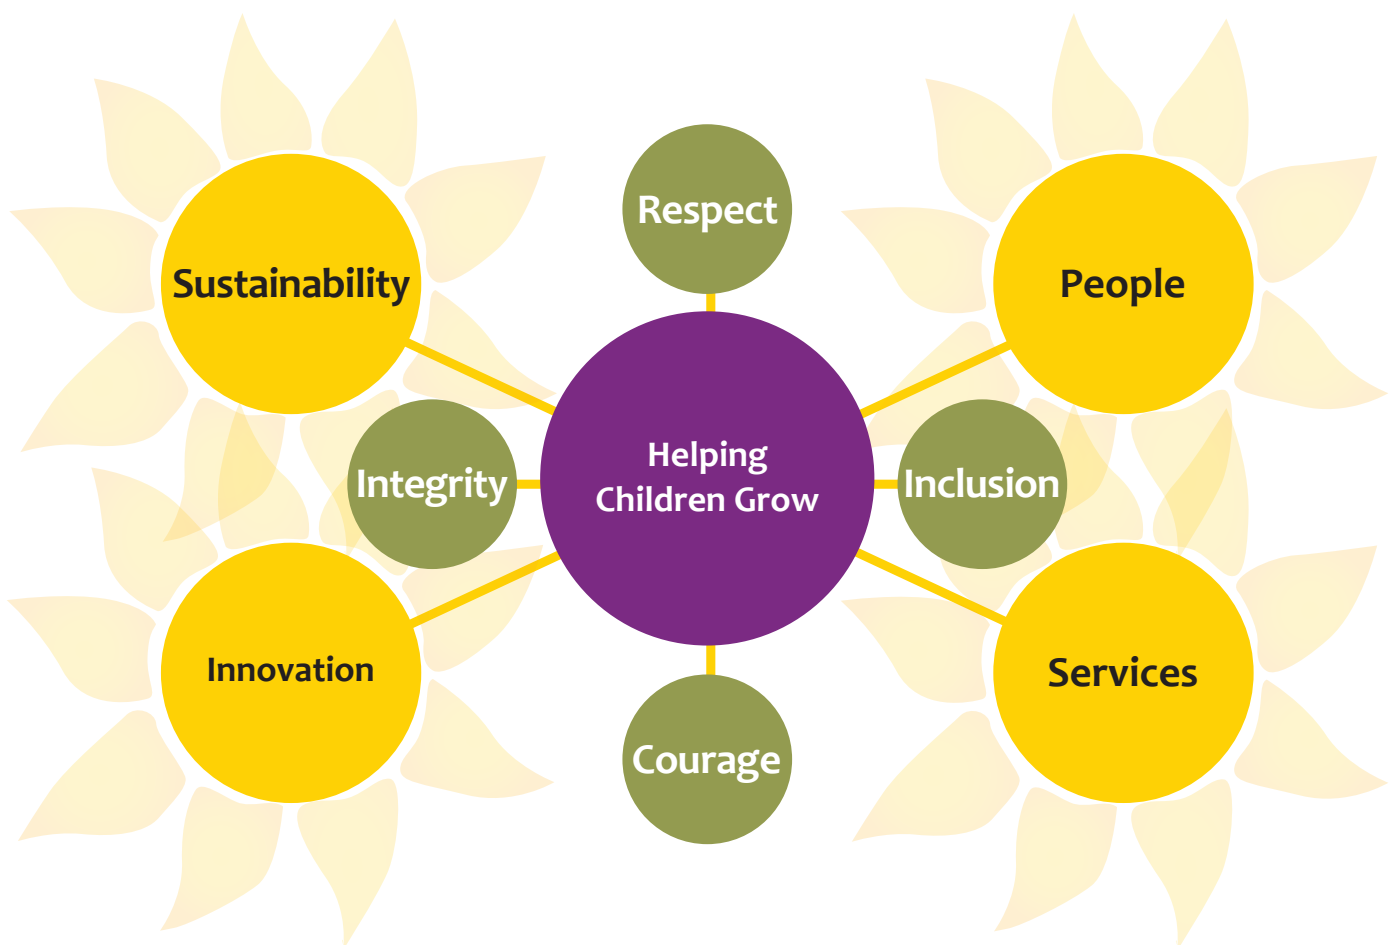 Respect
Sustainability
People
Helping
Children Grow
Integrity
Inclusion
Innovation
Services
Courage